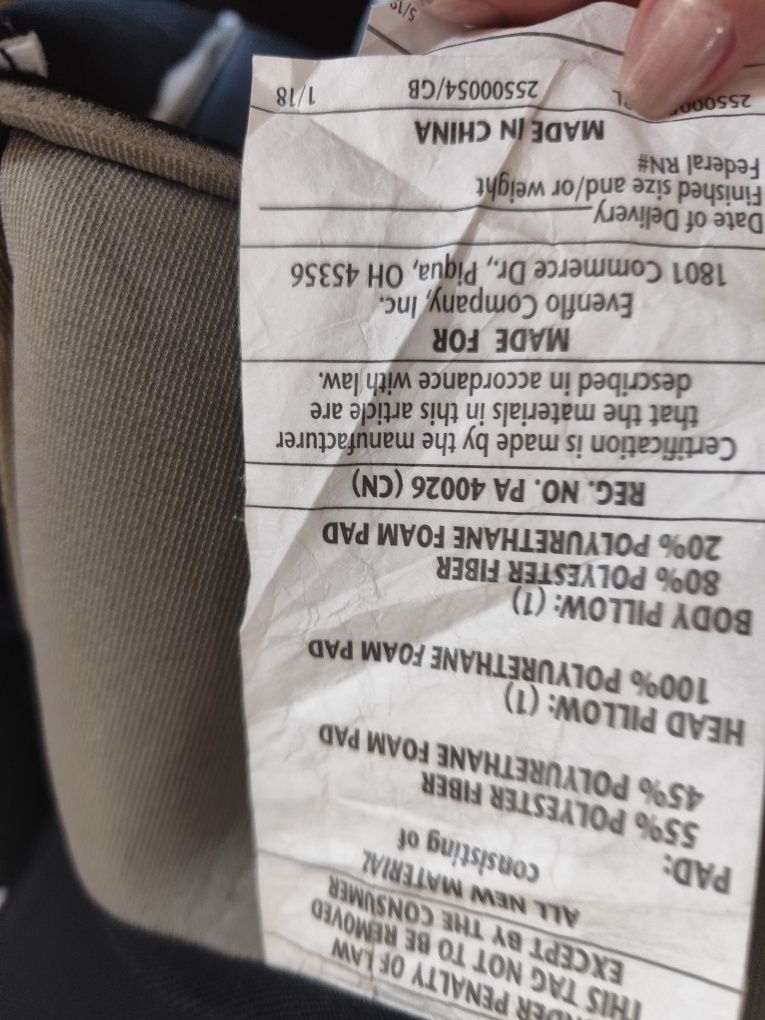 UNDER PENALTY OF LAW
THIS TAG NOT TO BE REMOVED
EXCEPT BY THE CONSUMER
ALL NEW MATERIAL
consisting of
PAD:
55% POLYESTER FIBER
45% POLYURETHANE FOAM PAD
HEAD PILLOW: (1)
100% POLYURETHANE FOAM PAD
BODY PILLOW: (1)
80% POLYESTER FIBER
20% POLYURETHANE FOAM PAD
REG. NO. PA 40026 (CN)
Certification is made by the manufacturer
that the materials in this article are
described in accordance with law.
MADE FOR
Evenflo Company, Inc.
1801 Commerce Dr., Piqua, OH 45356
Date of Delivery
Finished size and/or weight
Federal RN#
MADE IN CHINA
25500054/GB 1/18